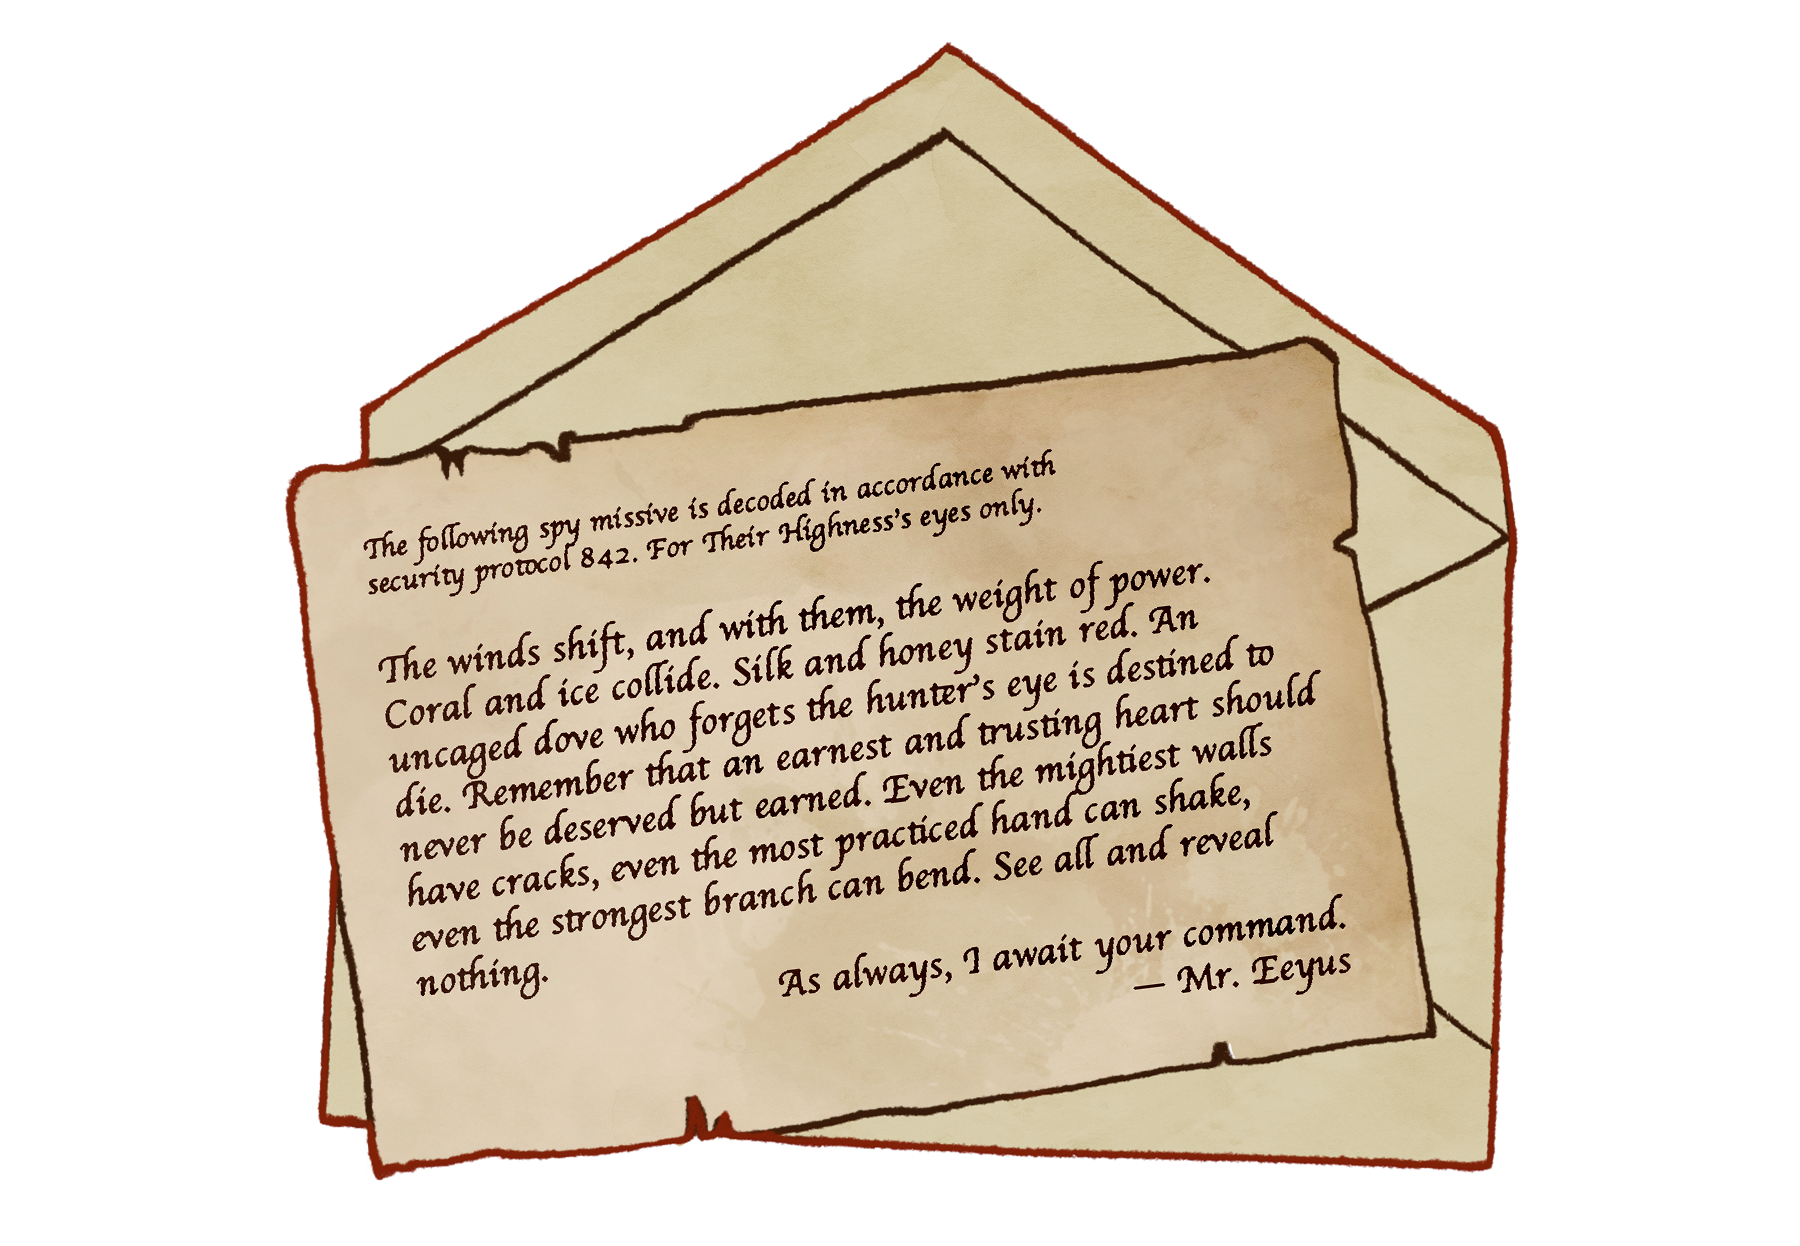 The following spy missive is decoded in accordance with
security protocol 842. For Their Highness's eyes only.
The winds shift, and with them, the weight of power.
Coral and ice collide. Silk and honey stain red. An
uncaged dove who forgets the hunter's eye is destined to
die. Remember that an earnest and trusting heart should
never be deserved but earned. Even the mightiest walls
have cracks, even the most practiced hand can shake,
even the strongest branch can bend. See all and reveal
nothing.
As always, I await your command.
— Mr. Eeyus